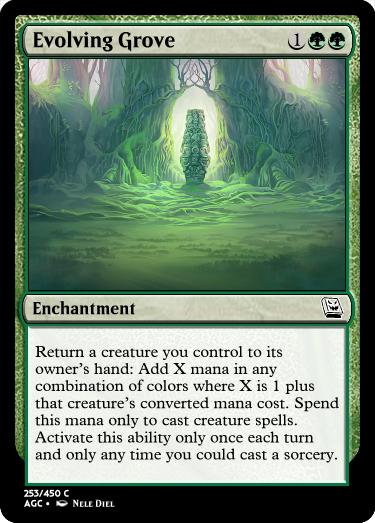 Evolving Grove 1
Enchantment
Return a creature you control to its
owner's hand: Add X mana in any
combination of colors where X is 1 plus
that creature's converted mana cost. Spend
this mana only to cast creature spells.
Activate this ability only once each turn
and only any time you could cast a sorcery.
253/450 C
AGC • Nele Diel